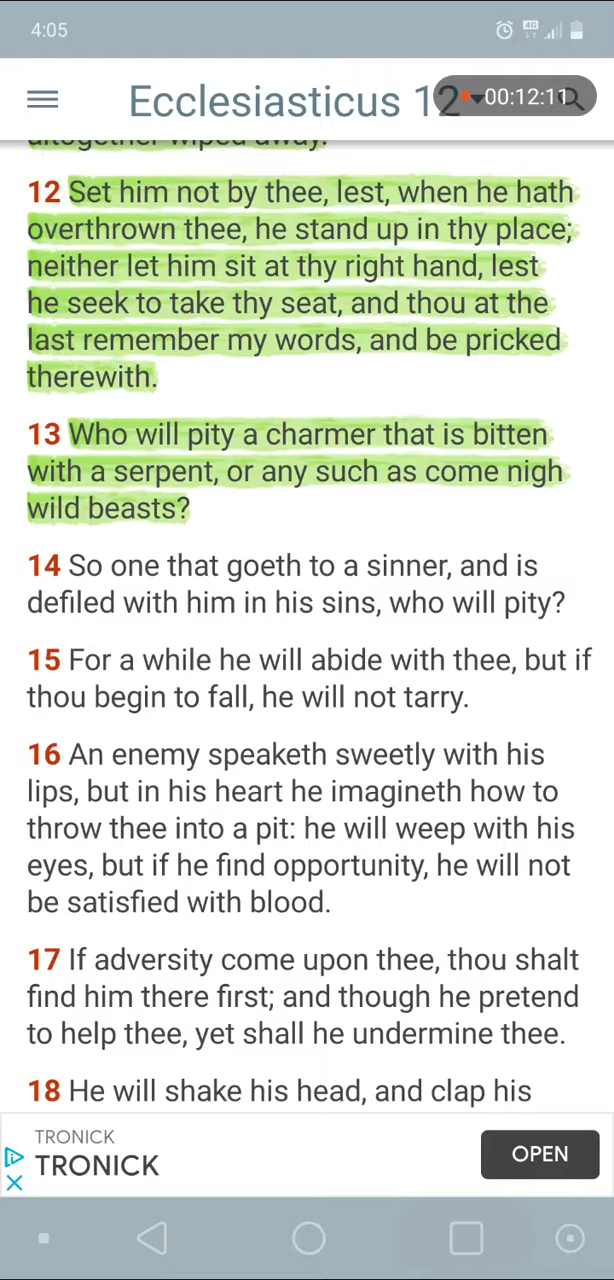 4:05
4G
Ecclesiasticus 12
00:12:11
altogether wiped away.
12 Set him not by thee, lest, when he hath
overthrown thee, he stand up in thy place;
neither let him sit at thy right hand, lest
he seek to take thy seat, and thou at the
last remember my words, and be pricked
therewith.
13 Who will pity a charmer that is bitten
with a serpent, or any such as come nigh
wild beasts?
14 So one that goeth to a sinner, and is
defiled with him in his sins, who will pity?
15 For a while he will abide with thee, but if
thou begin to fall, he will not tarry.
16 An enemy speaketh sweetly with his
lips, but in his heart he imagineth how to
throw thee into a pit: he will weep with his
eyes, but if he find opportunity, he will not
be satisfied with blood.
17 If adversity come upon thee, thou shalt
find him there first; and though he pretend
to help thee, yet shall he undermine thee.
18 He will shake his head, and clap his
TRONICK
TRONICK
OPEN